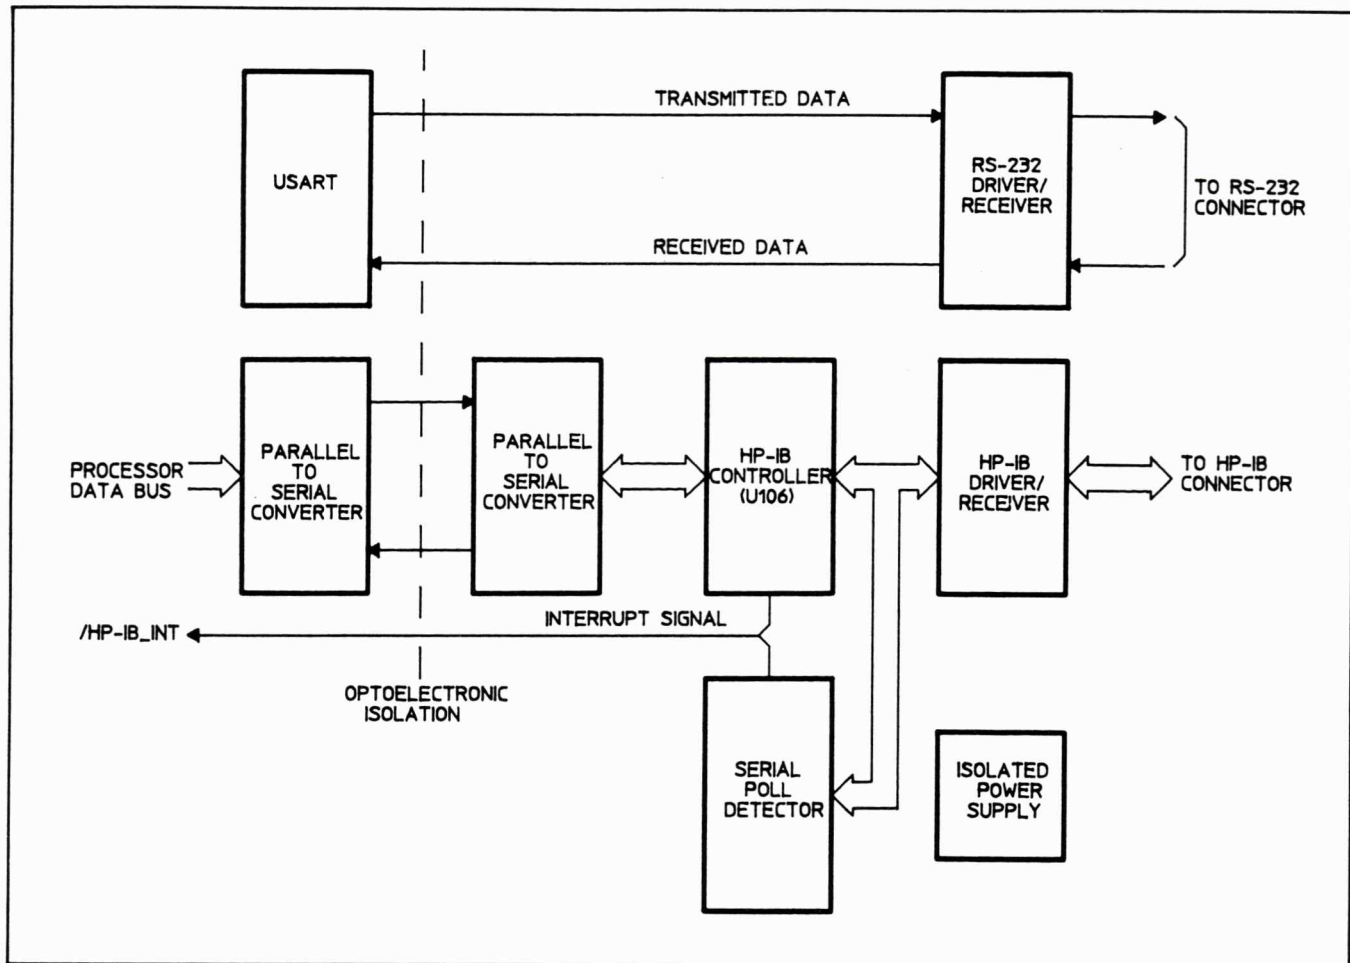 TRANSMITTED DATA
USART
RS-232
DRIVER/
RECEIVER
TO RS-232
CONNECTOR
RECEIVED DATA
PROCESSOR
DATA BUS
PARALLEL
TO
SERIAL
CONVERTER
PARALLEL
TO
SERIAL
CONVERTER
HP-IB
CONTROLLER
(U106)
HP-IB
DRIVER/
RECEIVER
TO HP-IB
CONNECTOR
INTERRUPT SIGNAL
/HP-IB_INT
OPTOELECTRONIC
ISOLATION
SERIAL
POLL
DETECTOR
ISOLATED
POWER
SUPPLY